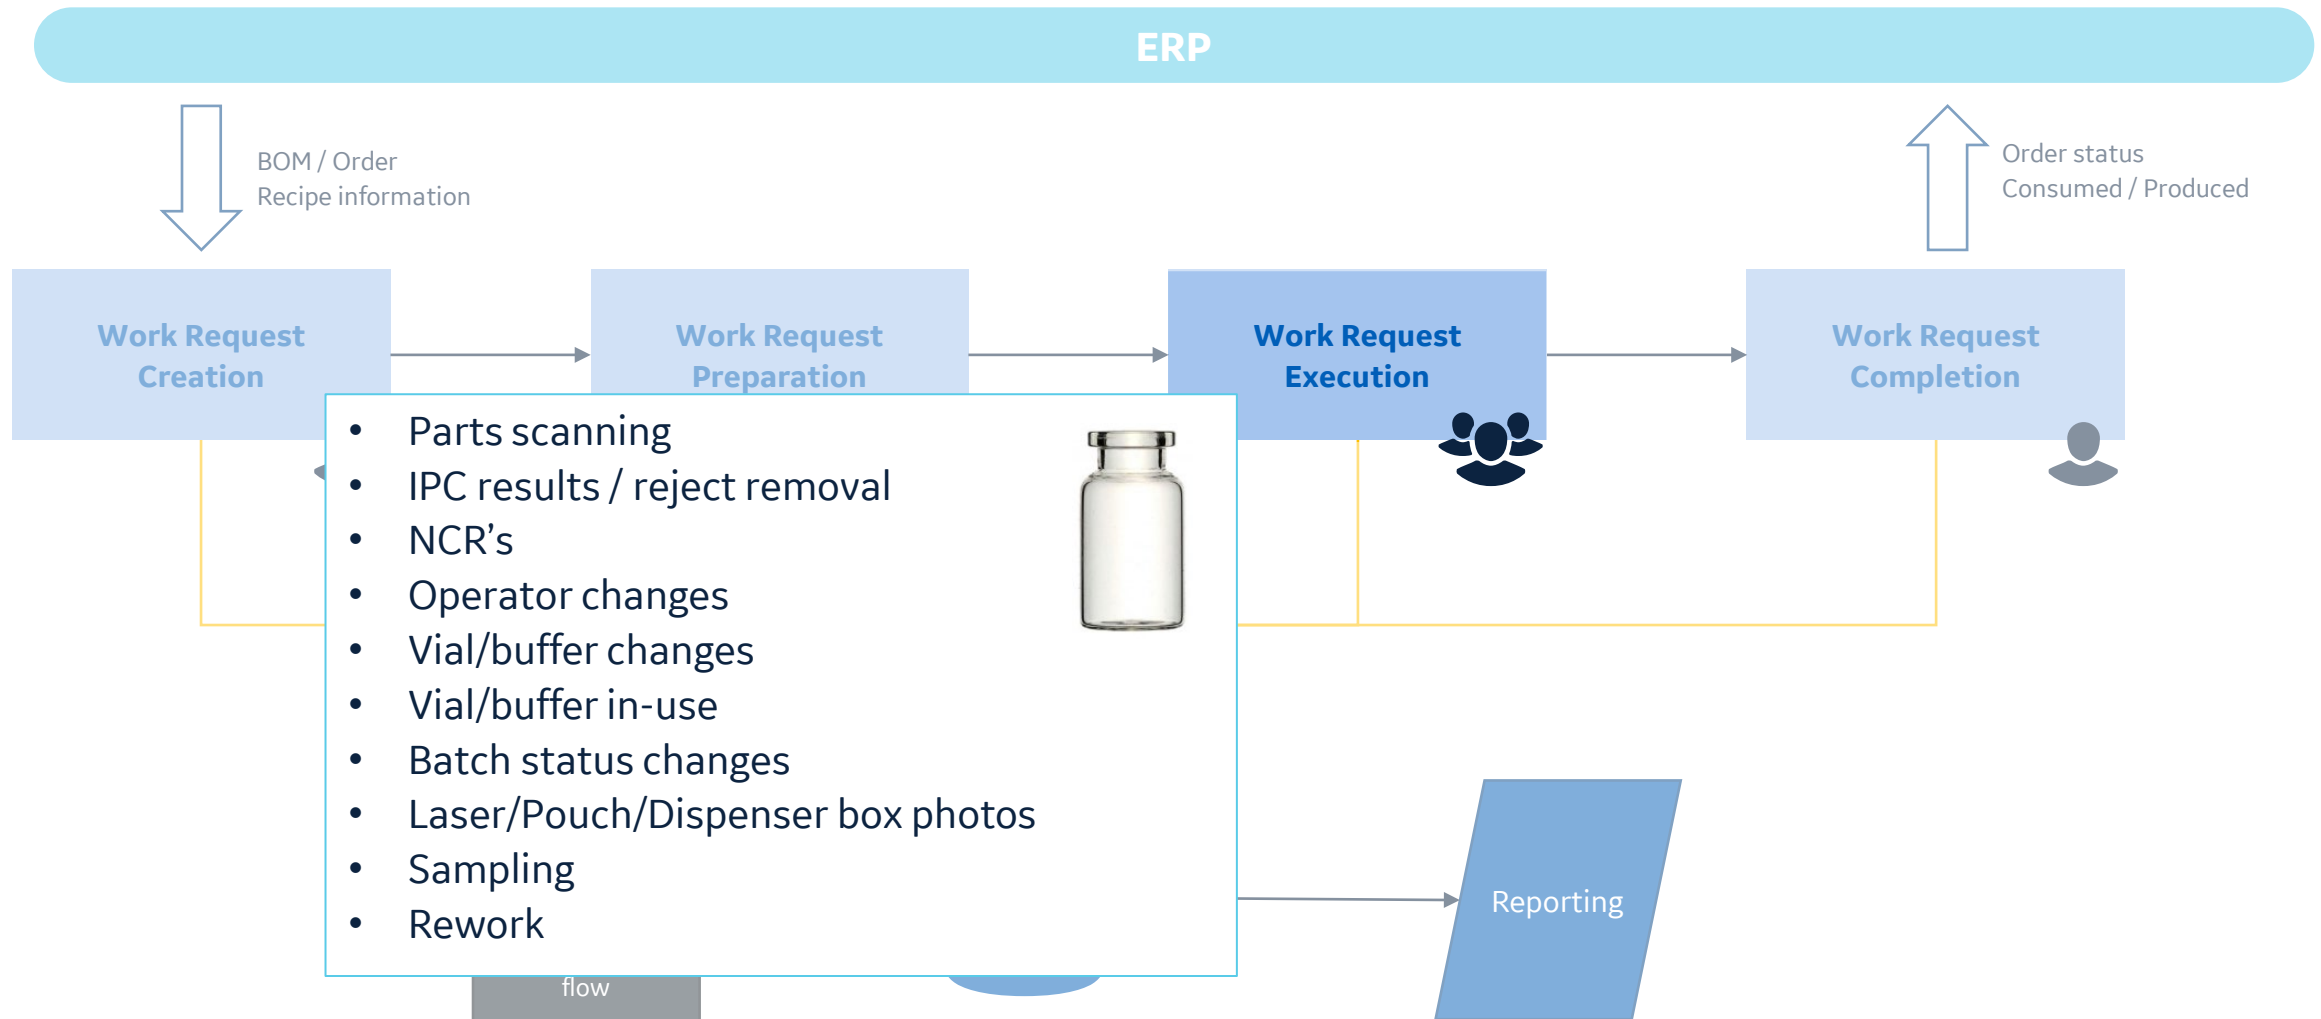 ERP
BOM / Order
Recipe information
Order status
Consumed / Produced
Work Request
Creation
Work Request
Preparation
Work Request
Execution
Work Request
Completion
• Parts scanning
• IPC results / reject removal
• NCR's
• Operator changes
• Vial/buffer changes
• Vial/buffer in-use
• Batch status changes
• Laser/Pouch/Dispenser box photos
• Sampling
• Rework
Reporting
flow